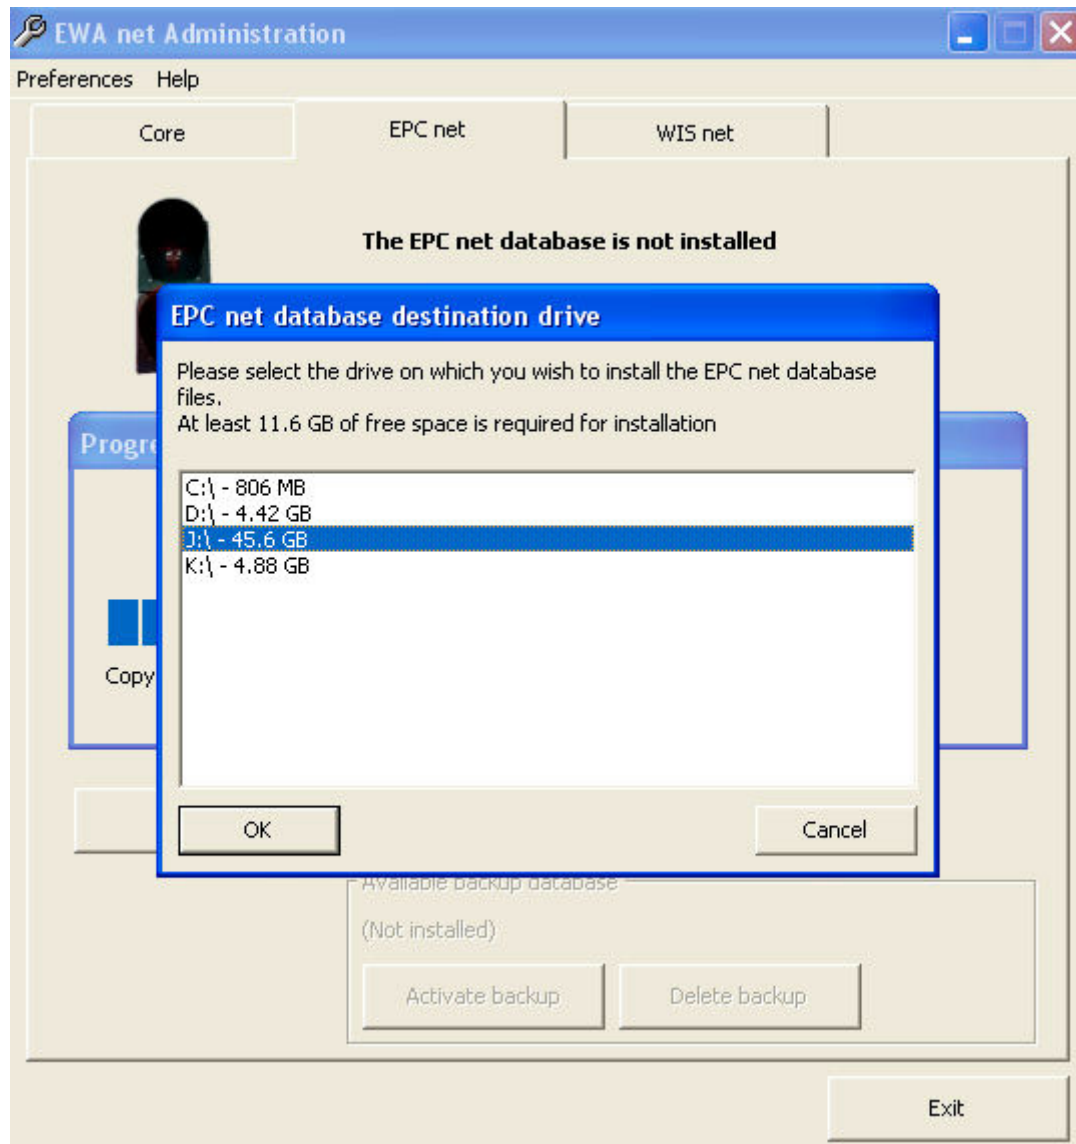 EWA net Administration
Preferences Help
Core EPC net WIS net
The EPC net database is not installed
EPC net database destination drive
Please select the drive on which you wish to install the EPC net database
files.
At least 11.6 GB of free space is required for installation
Progre
C:\ - 806 MB
D:\ - 4.42 GB
J:\ - 45.6 GB
K:\ - 4.88 GB
Copy
OK Cancel
Available backup database
(Not installed)
Activate backup Delete backup
Exit